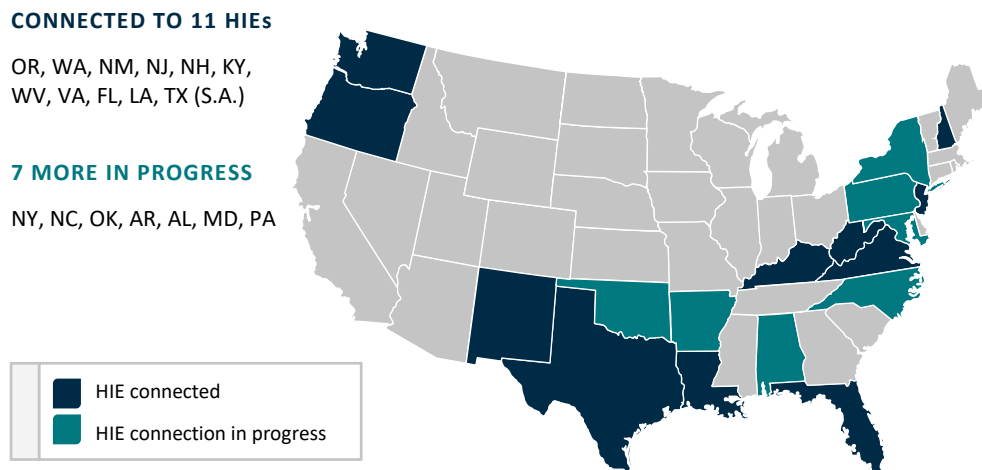 CONNECTED TO 11 HIEs
OR, WA, NM, NJ, NH, KY,
WV, VA, FL, LA, TX (S.A.)
7 MORE IN PROGRESS
NY, NC, OK, AR, AL, MD, PA
HIE connected
HIE connection in progress